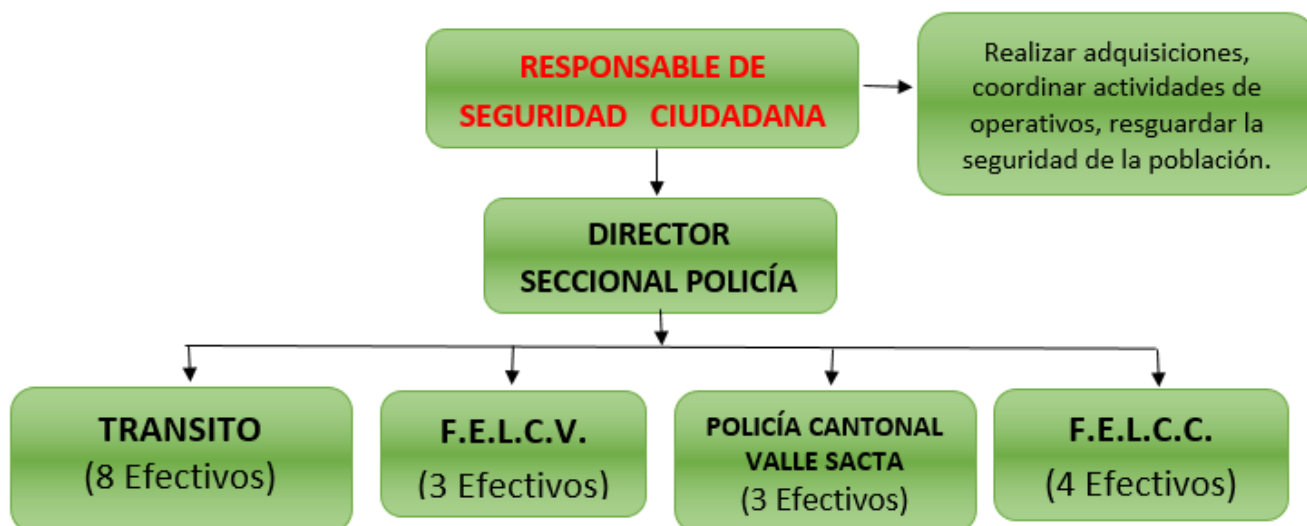 RESPONSABLE DE
SEGURIDAD CIUDADANA
Realizar adquisiciones,
coordinar actividades de
operativos, resguardar la
seguridad de la población.
DIRECTOR
SECCIONAL POLICÍA
TRANSITO
(8 Efectivos)
F.E.L.C.V.
(3 Efectivos)
POLICÍA CANTONAL
VALLE SACTA
(3 Efectivos)
F.E.L.C.C.
(4 Efectivos)